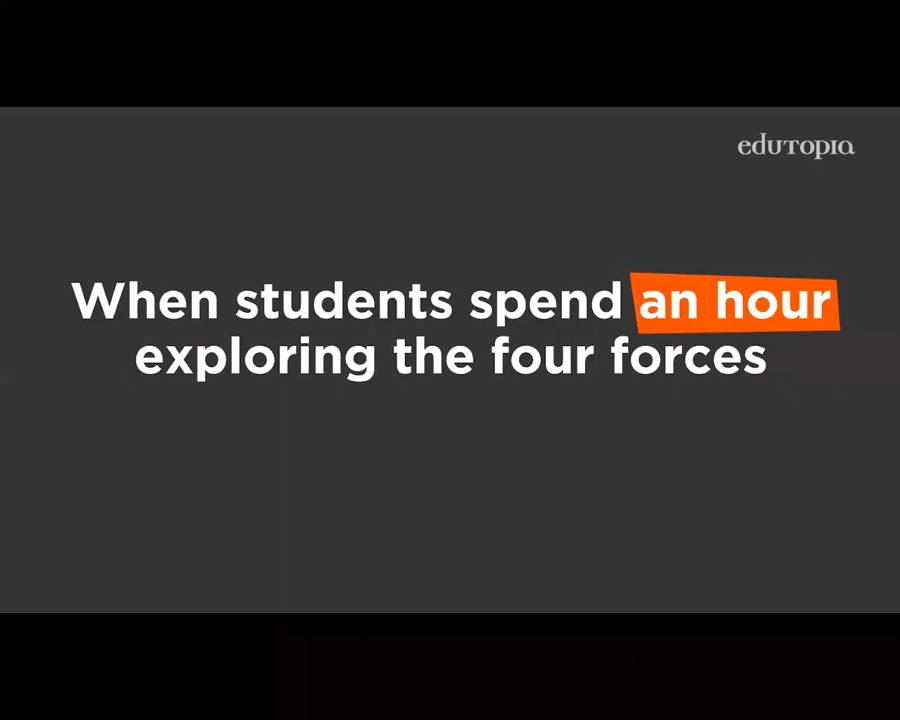 edutopia
When students spend an hour
exploring the four forces